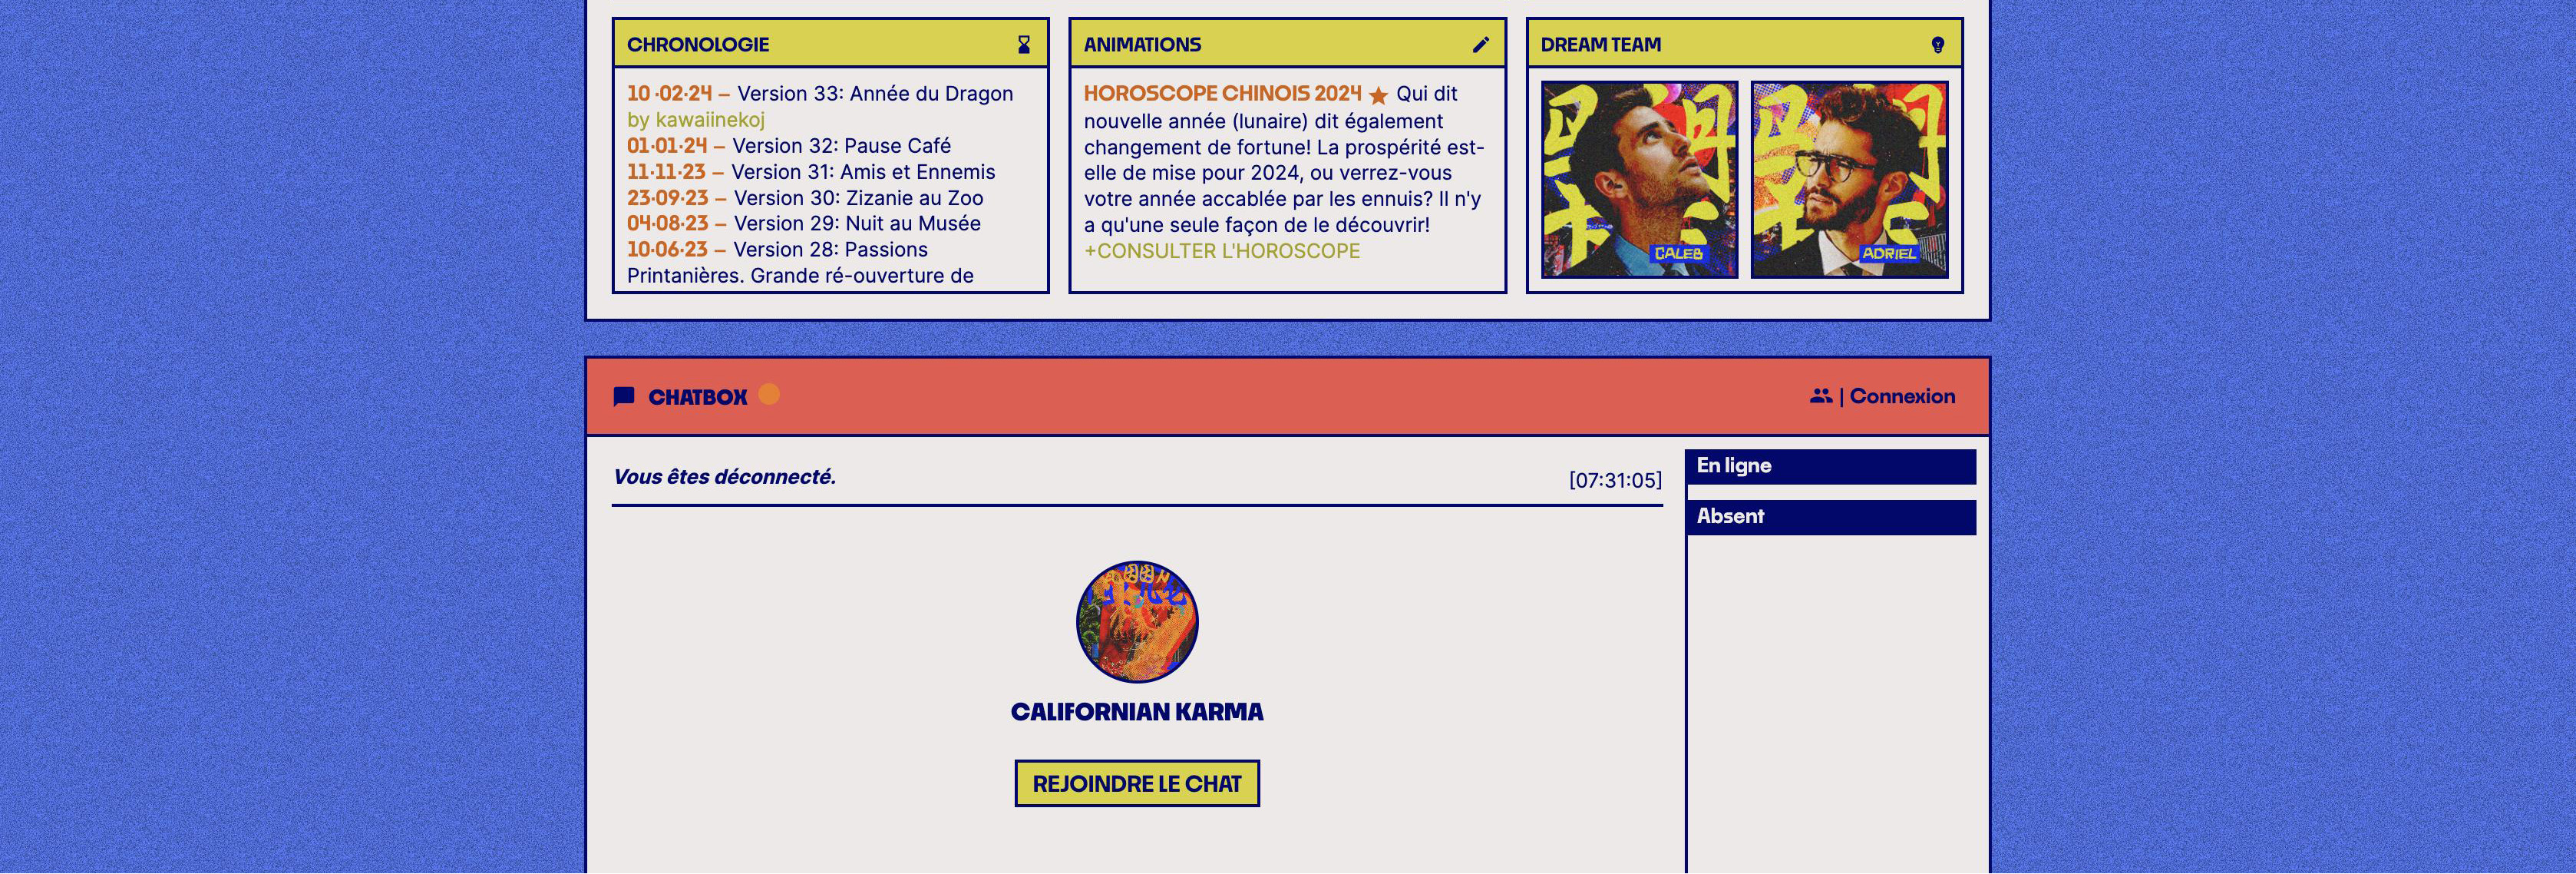 CHRONOLOGIE
10·02·24 – Version 33: Année du Dragon
by kawaiinekoj
01·01·24 – Version 32: Pause Café
11·11·23 – Version 31: Amis et Ennemis
23·09·23 – Version 30: Zizanie au Zoo
04·08·23 – Version 29: Nuit au Musée
10·06·23 – Version 28: Passions
Printanières. Grande ré-ouverture de
ANIMATIONS
HOROSCOPE CHINOIS 2024 ★ Qui dit
nouvelle année (lunaire) dit également
changement de fortune! La prospérité est-
elle de mise pour 2024, ou verrez-vous
votre année accablée par les ennuis? Il n'y
a qu'une seule façon de le découvrir!
+CONSULTER L'HOROSCOPE
DREAM TEAM
CALEB
ADRIEL
CHATBOX
| Connexion
Vous êtes déconnecté.
[07:31:05]
En ligne
Absent
CALIFORNIAN KARMA
REJOINDRE LE CHAT